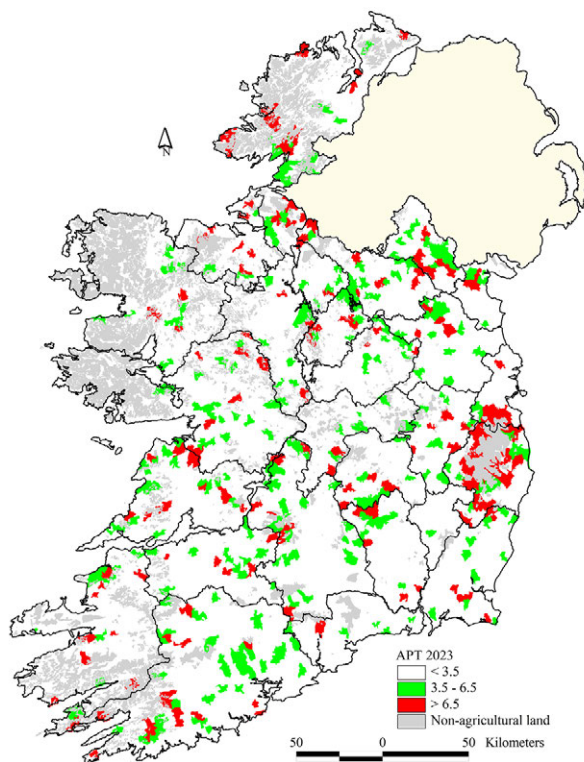 N
APT 2023
< 3.5
3.5 - 6.5
> 6.5
Non-agricultural land
50 0 50 Kilometers